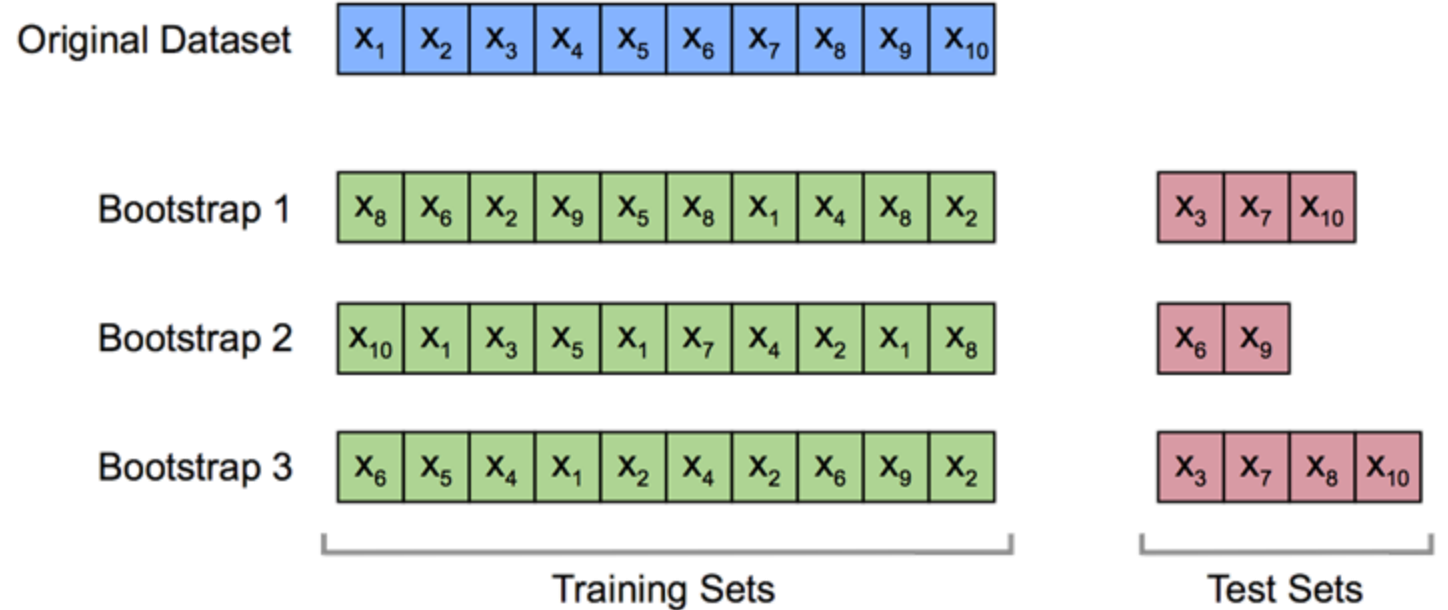 Original Dataset x₁ x₂ x₃ x₄ x₅ x₆ x₇ x₈ x₉ x₁₀
Bootstrap 1 x₈ x₆ x₂ x₉ x₅ x₈ x₁ x₄ x₈ x₂ x₃ x₇ x₁₀
Bootstrap 2 x₁₀ x₁ x₃ x₅ x₁ x₇ x₄ x₂ x₁ x₈ x₆ x₉
Bootstrap 3 x₆ x₅ x₄ x₁ x₂ x₄ x₂ x₆ x₉ x₂ x₃ x₇ x₈ x₁₀
Training Sets Test Sets